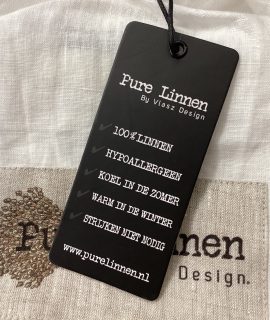 Pure Linnen
By Vlasz Design
100% LINNEN
HYPOALLERGEEN
KOEL IN DE ZOMER
WARM IN DE WINTER
STRIJKEN NIET NODIG
www.purelinnen.nl
Pure Linnen
Design.